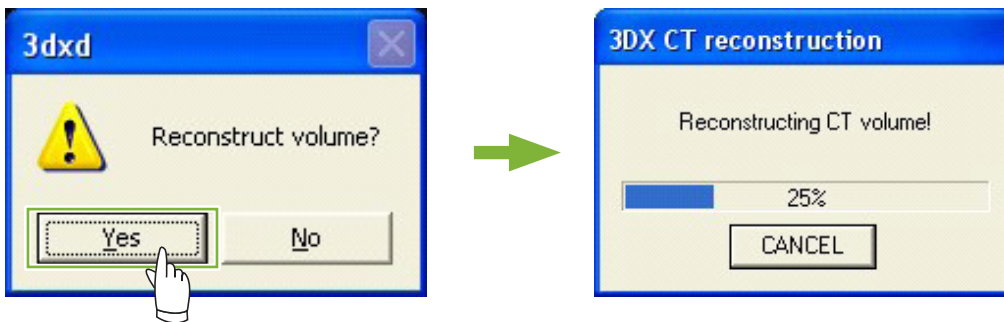 3dxd
Reconstruct volume?
Yes
No
3DX CT reconstruction
Reconstructing CT volume!
25%
CANCEL